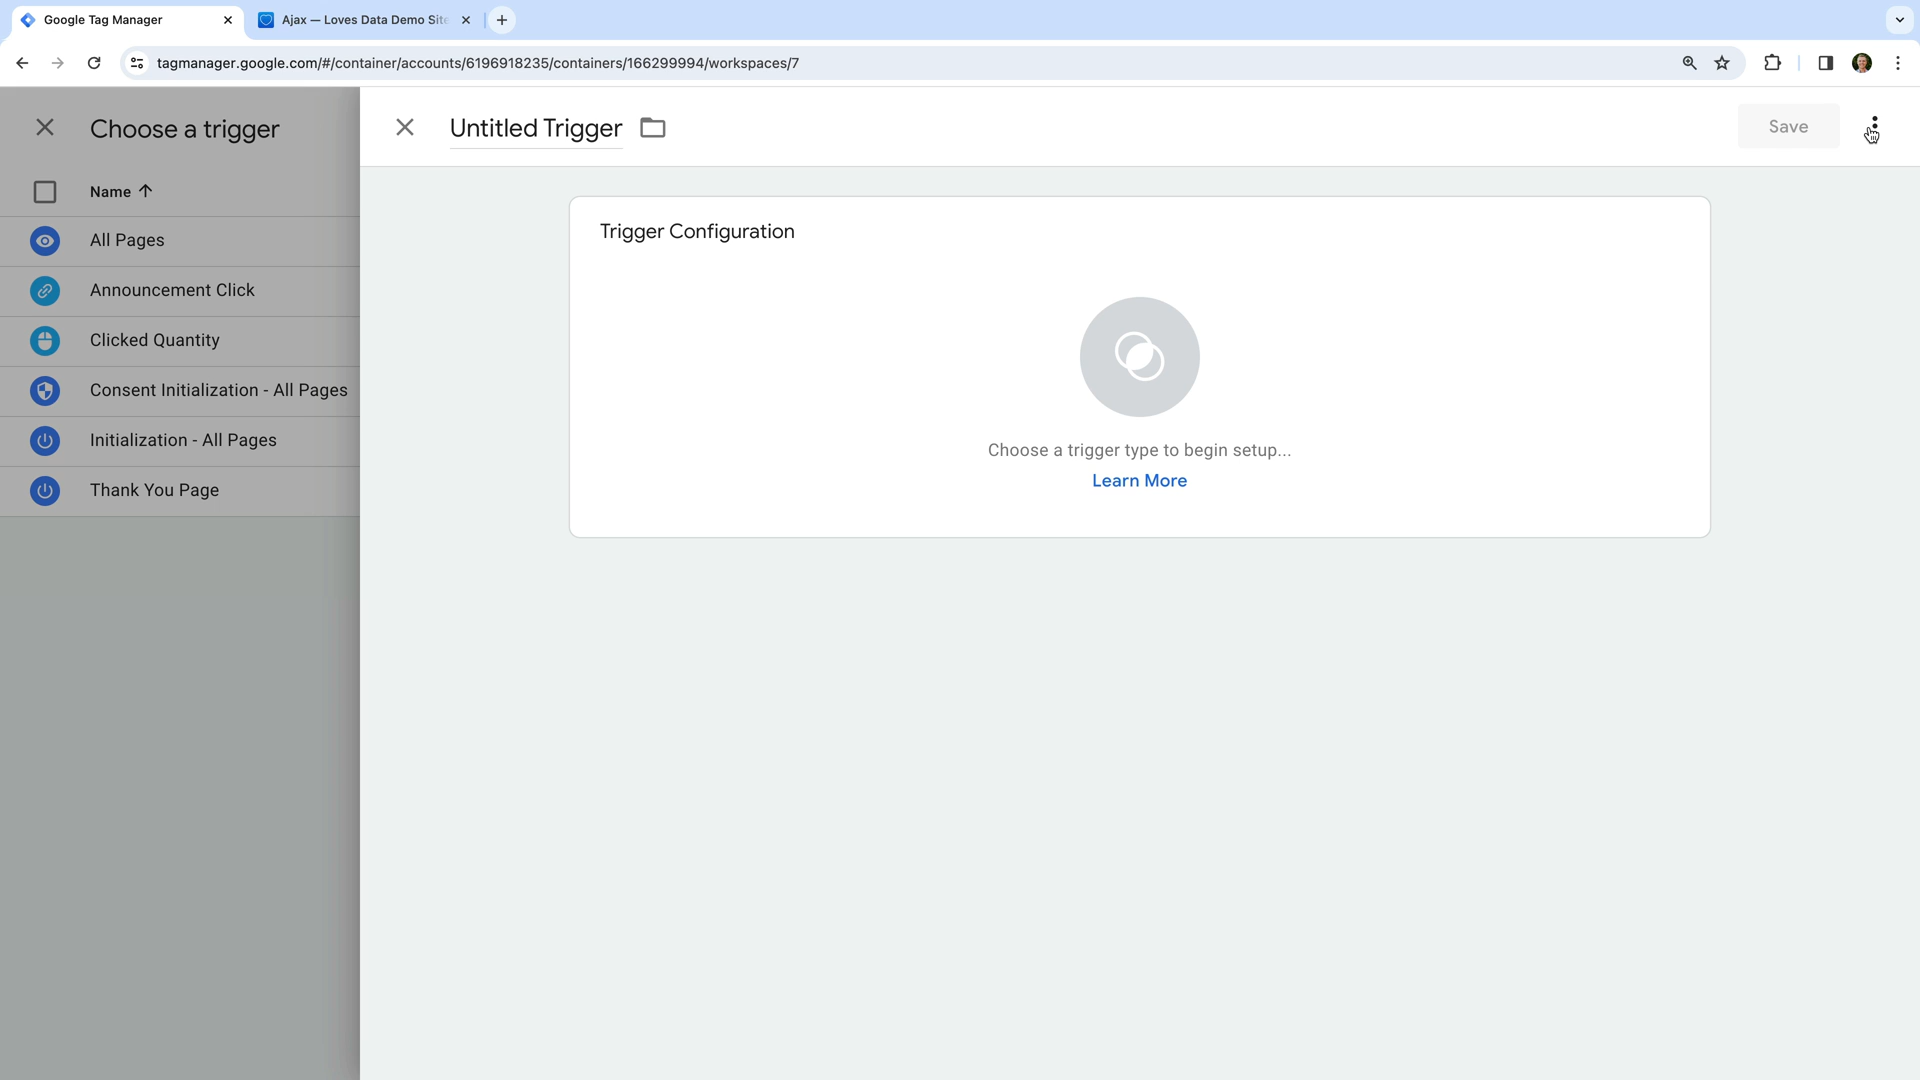 Google Tag Manager
Ajax — Loves Data Demo Site
tagmanager.google.com/#/container/accounts/6196918235/containers/166299994/workspaces/7
Choose a trigger
Untitled Trigger
Save
Name
Trigger Configuration
All Pages
Announcement Click
Clicked Quantity
Consent Initialization - All Pages
Initialization - All Pages
Thank You Page
Choose a trigger type to begin setup...
Learn More